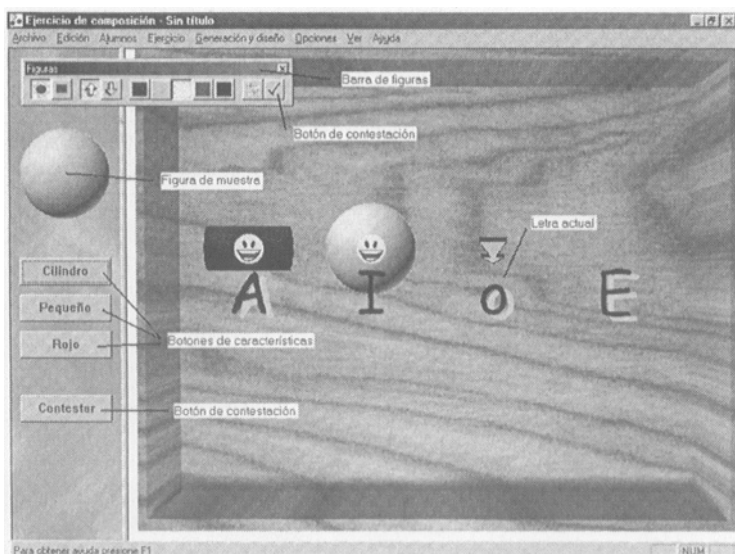 Ejercicio de composición - Sin título
Archivo Edición Alumnos Ejercicio Generación y diseño Opciones Ver Ayuda
Figuras
Barra de figuras
Botón de contestación
Figura de muestra
Letra actual
A I o E
Cilindro
Pequeño
Rojo
Botones de características
Contestar
Botón de contestación
Para obtener ayuda presione F1
NUM